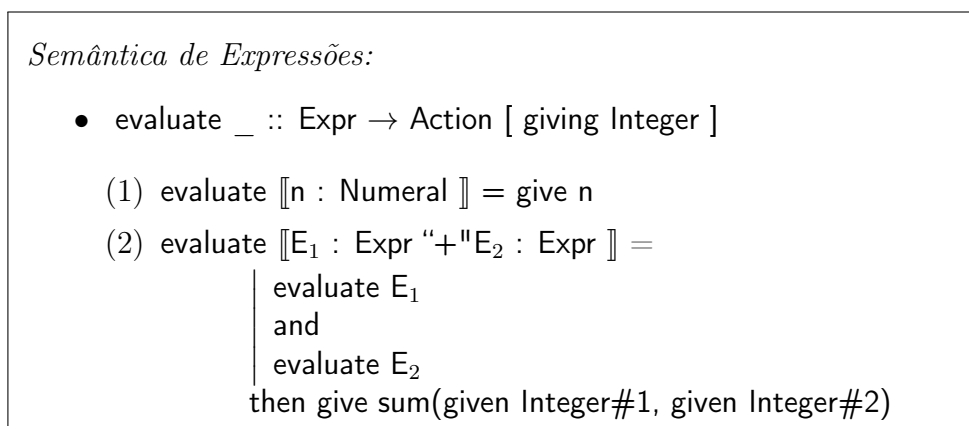 Semântica de Expressões:
• evaluate _ :: Expr → Action [ giving Integer ]
(1) evaluate ⟦n : Numeral ⟧ = give n
(2) evaluate ⟦E₁ : Expr “+"E₂ : Expr ⟧ =
evaluate E₁
and
evaluate E₂
then give sum(given Integer#1, given Integer#2)